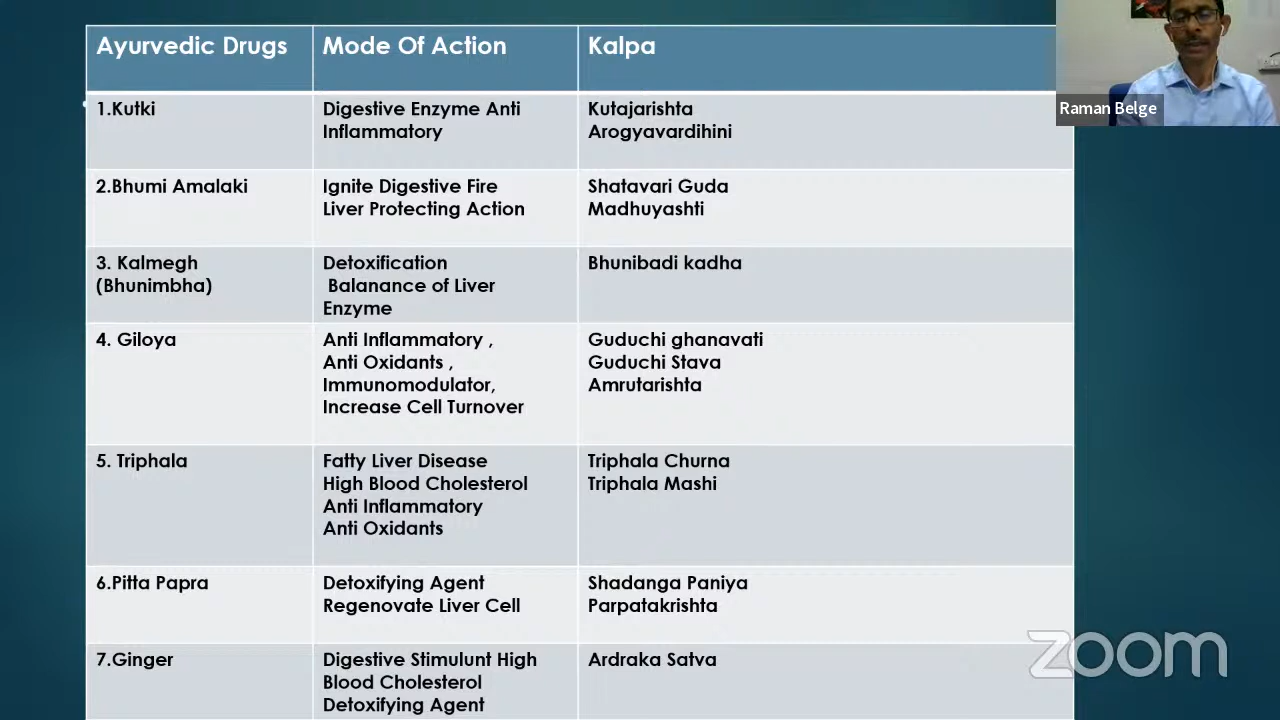 Ayurvedic Drugs
Mode Of Action
Kalpa
Raman Belge
1.Kutki
Digestive Enzyme Anti
Inflammatory
Kutajarishta
Arogyavardihini
2.Bhumi Amalaki
Ignite Digestive Fire
Liver Protecting Action
Shatavari Guda
Madhuyashti
3. Kalmegh
(Bhunimbha)
Detoxification
Balanance of Liver
Enzyme
Bhunibadi kadha
4. Giloya
Anti Inflammatory ,
Anti Oxidants ,
Immunomodulator,
Increase Cell Turnover
Guduchi ghanavati
Guduchi Stava
Amrutarishta
5. Triphala
Fatty Liver Disease
High Blood Cholesterol
Anti Inflammatory
Anti Oxidants
Triphala Churna
Triphala Mashi
6.Pitta Papra
Detoxifying Agent
Regenovate Liver Cell
Shadanga Paniya
Parpatakrishta
7.Ginger
Digestive Stimulunt High
Blood Cholesterol
Detoxifying Agent
Ardraka Satva
zoom